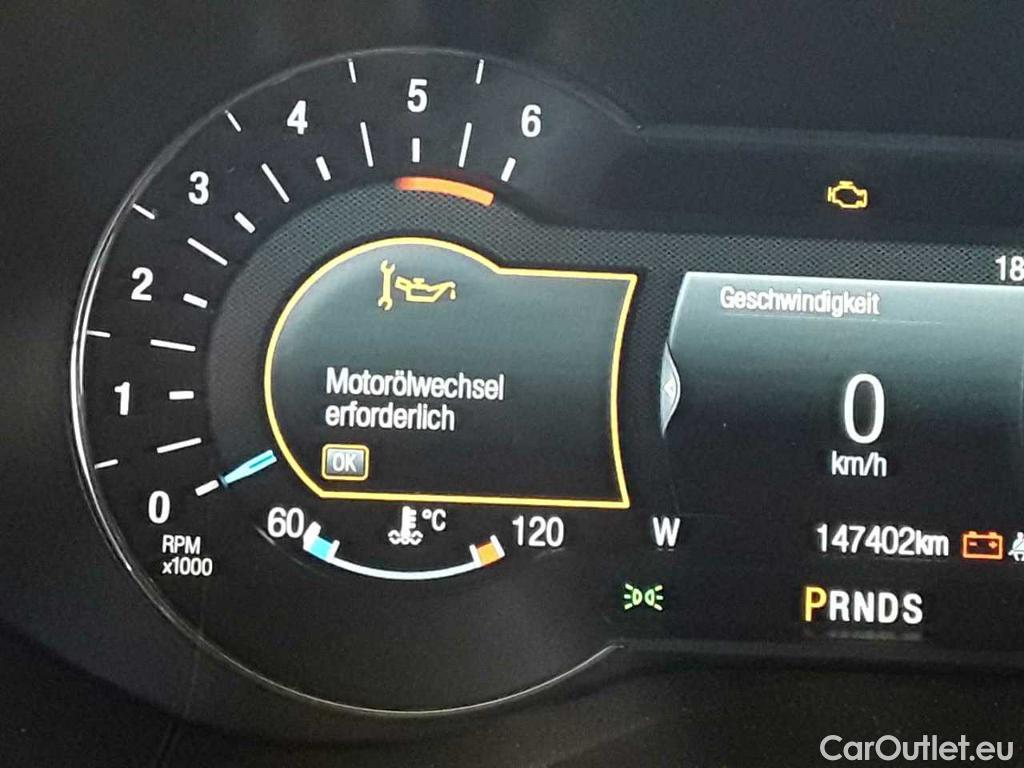 5
4
6
3
2
1
0
RPM
x1000
Motorölwechsel
erforderlich
OK
60
°C
120
W
18
Geschwindigkeit
0
km/h
147402km
PRNDS
CarOutlet.eu